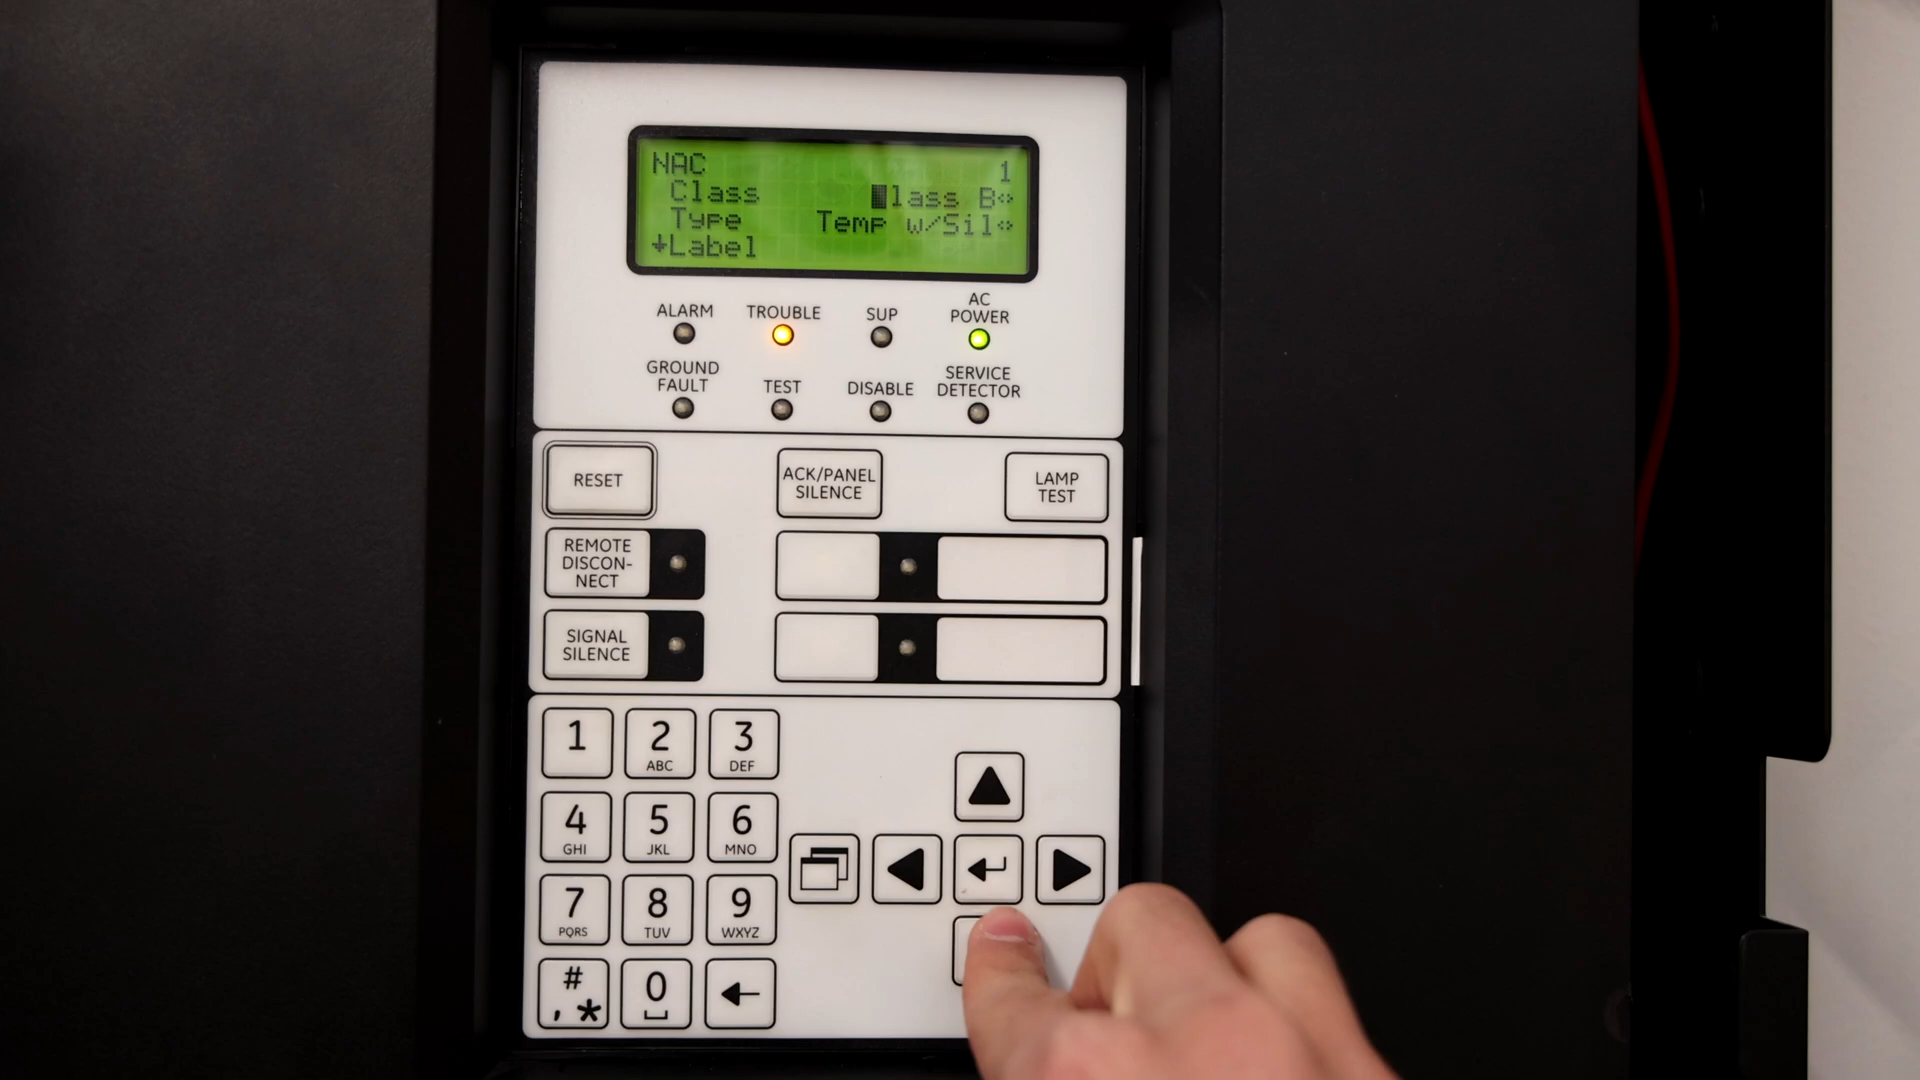 NAC 1
Class lass B<>
Type Temp w/Sil<>
↓Label
ALARM
TROUBLE
SUP
AC
POWER
GROUND
FAULT
TEST
DISABLE
SERVICE
DETECTOR
RESET
ACK/PANEL
SILENCE
LAMP
TEST
REMOTE
DISCON-
NECT
SIGNAL
SILENCE
1
2
ABC
3
DEF
4
GHI
5
JKL
6
MNO
7
PQRS
8
TUV
9
WXYZ
#
, *
0